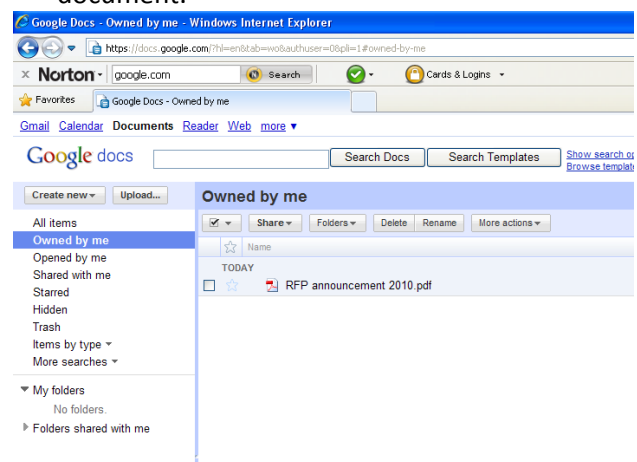 document.
Google Docs - Owned by me - Windows Internet Explorer
https://docs.google.com/?hl=en&tab=wo&authuser=0&pli=1#owned-by-me
Norton google.com Search Cards & Logins
Favorites Google Docs - Owned by me
Gmail Calendar Documents Reader Web more ▼
Google docs Search Docs Search Templates Show search op
Browse templat
Create new Upload... Owned by me
All items Share Folders Delete Rename More actions
Owned by me
Opened by me Name
Shared with me TODAY
Starred RFP announcement 2010.pdf
Hidden
Trash
Items by type
More searches
My folders
No folders.
Folders shared with me